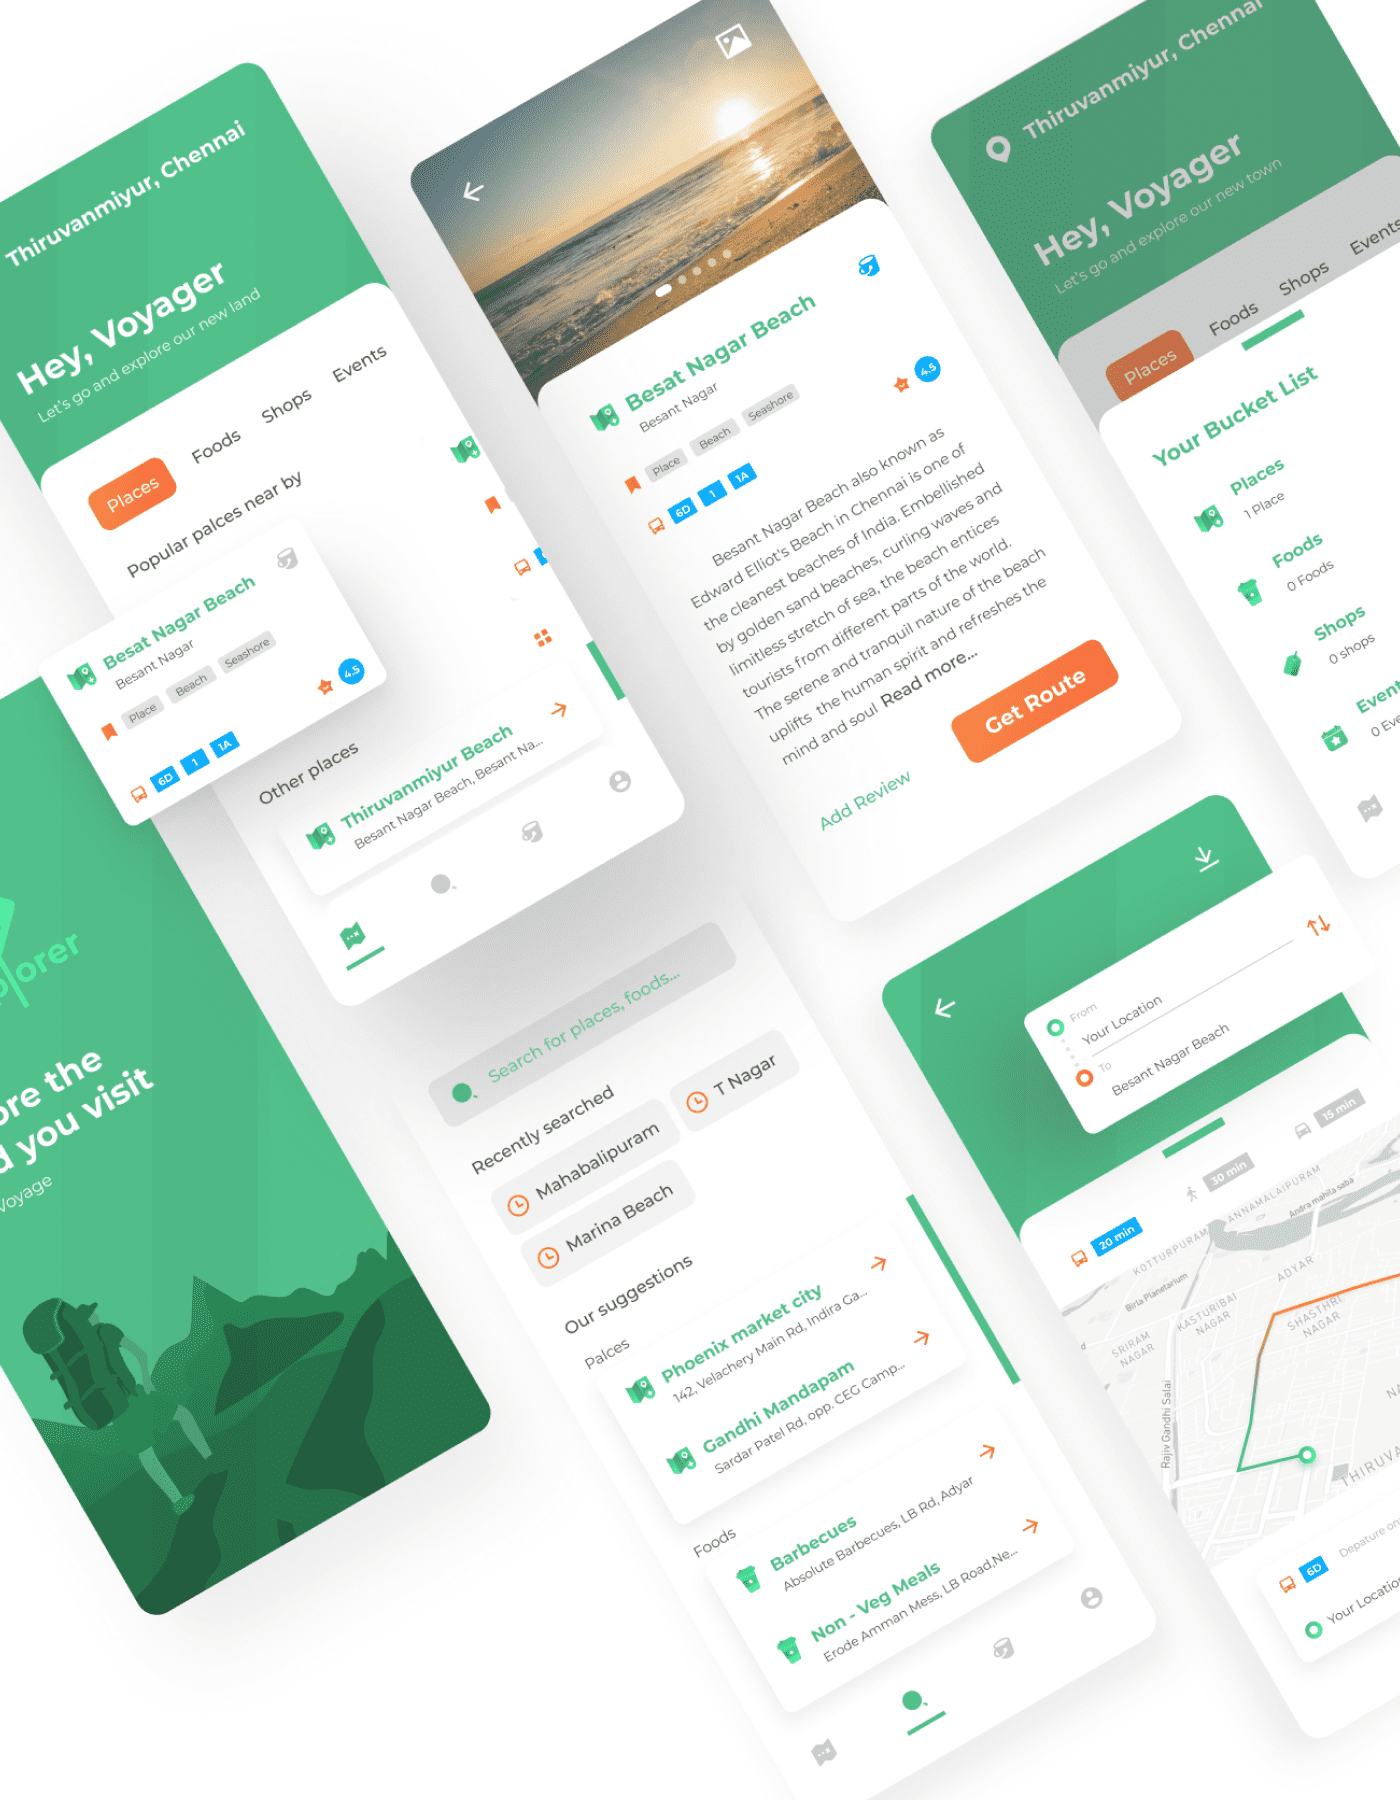 Thiruvanmiyur, Chennai
Hey, Voyager
Let's go and explore our new land
Places
Foods
Shops
Events
Popular palces near by
Besat Nagar Beach
Besant Nagar
Place
Beach
Seashore
4.5
6D
1
1A
Other places
Thiruvanmiyur Beach
Besant Nagar Beach, Besant Na...
plorer
ore the
d you visit
Voyage
Besat Nagar Beach
Besant Nagar
Place
Beach
Seashore
4.5
6D
1
1A
Besant Nagar Beach also known as
Edward Elliot's Beach in Chennai is one of
the cleanest beaches of India. Embellished
by golden sand beaches, curling waves and
limitless stretch of sea, the beach entices
tourists from different parts of the world.
The serene and tranquil nature of the beach
uplifts the human spirit and refreshes the
mind and soul Read more...
Get Route
Add Review
Thiruvanmiyur, Chennai
Hey, Voyager
Let's go and explore our new town
Places
Foods
Shops
Events
Your Bucket List
Places
1 Place
Foods
0 Foods
Shops
0 shops
Event
0 Eve
Search for places, foods...
Recently searched
Mahabalipuram
T Nagar
Marina Beach
Our suggestions
Palces
Phoenix market city
142, Velachery Main Rd, Indira Ga...
Gandhi Mandapam
Sardar Patel Rd, opp. CEG Camp...
Foods
Barbecues
Absolute Barbecues, LB Rd, Adyar
Non - Veg Meals
Erode Amman Mess, LB Road,Ne...
From
Your Location
To
Besant Nagar Beach
20 min
30 min
15 min
KOTTURPURAM
ANNAMALAIPURAM
Andra mahila saba
Birla Planetarium
ADYAR
KASTURIBAI
NAGAR
SHASTHRI
NAGAR
SRIRAM
NAGAR
Rajiv Gandhi Salai
THIRUVA
6D
Depature on
Your Location